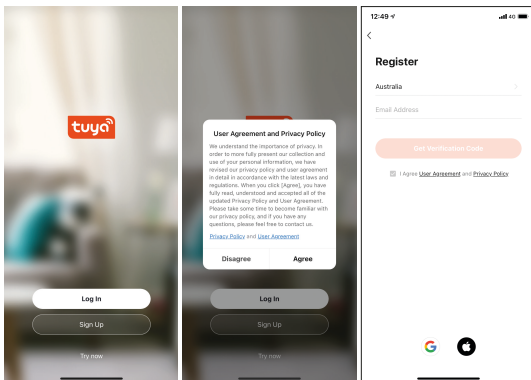 tuya
Log In
Sign Up
Try now
User Agreement and Privacy Policy
We understand the importance of privacy. In
order to more fully present our collection and
use of your personal information, we have
revised our privacy policy and user agreement
in detail in accordance with the latest laws and
regulations. When you click [Agree], you have
fully read, understood and accepted all of the
updated Privacy Policy and User Agreement.
Please take some time to become familiar with
our privacy policy, and if you have any
questions, please feel free to contact us.
Privacy Policy and User Agreement
Disagree Agree
Log In
Sign Up
Try now
12:49 4G
Register
Australia
Email Address
Get Verification Code
I Agree User Agreement and Privacy Policy
G